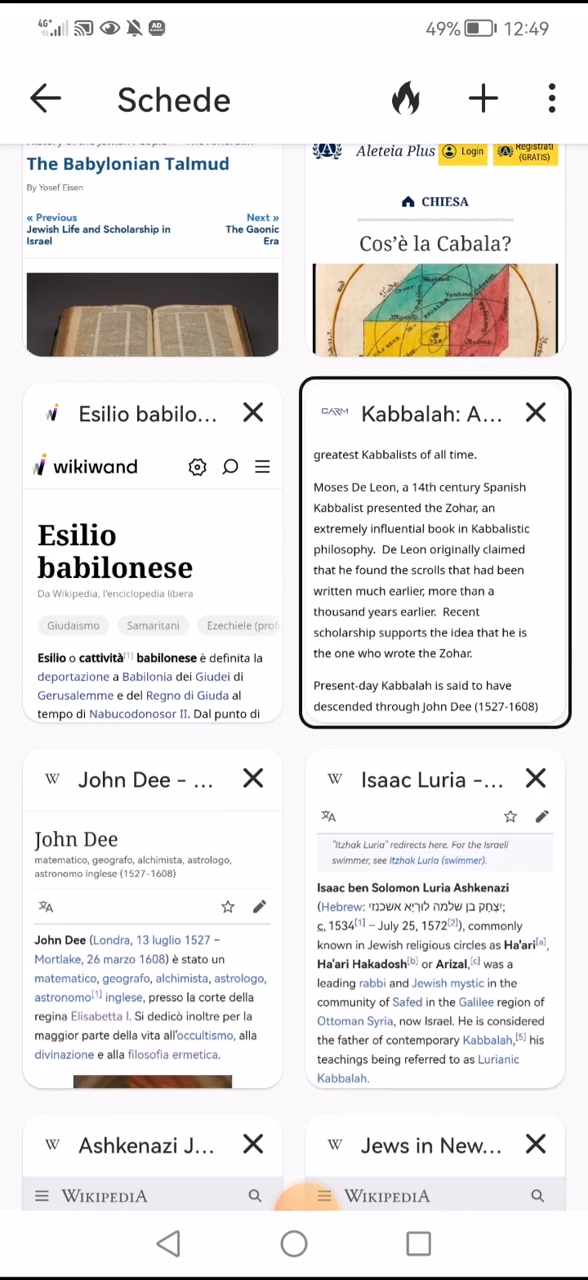 4G+
AD
49%
12:49
Schede
The Babylonian Talmud
By Yosef Eisen
« Previous
Jewish Life and Scholarship in
Israel
Next »
The Gaonic
Era
Aleteia Plus
Login
Registrati
(GRATIS)
CHIESA
Cos'è la Cabala?
Esilio babilo...
wikiwand
Esilio
babilonese
Da Wikipedia, l'enciclopedia libera
Giudaismo
Samaritani
Ezechiele (prof
Esilio o cattività[1] babilonese è definita la
deportazione a Babilonia dei Giudei di
Gerusalemme e del Regno di Giuda al
tempo di Nabucodonosor II. Dal punto di
CARM
Kabbalah: A...
greatest Kabbalists of all time.
Moses De Leon, a 14th century Spanish
Kabbalist presented the Zohar, an
extremely influential book in Kabbalistic
philosophy. De Leon originally claimed
that he found the scrolls that had been
written much earlier, more than a
thousand years earlier. Recent
scholarship supports the idea that he is
the one who wrote the Zohar.
Present-day Kabbalah is said to have
descended through John Dee (1527-1608)
W
John Dee - ...
John Dee
matematico, geografo, alchimista, astrologo,
astronomo inglese (1527-1608)
John Dee (Londra, 13 luglio 1527 –
Mortlake, 26 marzo 1608) è stato un
matematico, geografo, alchimista, astrologo,
astronomo[1] inglese, presso la corte della
regina Elisabetta I. Si dedicò inoltre per la
maggior parte della vita all'occultismo, alla
divinazione e alla filosofia ermetica.
W
Isaac Luria -...
"Itzhak Luria" redirects here. For the Israeli
swimmer, see Itzhak Luria (swimmer).
Isaac ben Solomon Luria Ashkenazi
(Hebrew: יִצְחָק בן שלמה לוּרְיָא אשכנזי;
c. 1534[1] – July 25, 1572[2]), commonly
known in Jewish religious circles as Ha'ari[a],
Ha'ari Hakadosh[b] or Arizal,[c] was a
leading rabbi and Jewish mystic in the
community of Safed in the Galilee region of
Ottoman Syria, now Israel. He is considered
the father of contemporary Kabbalah,[5] his
teachings being referred to as Lurianic
Kabbalah.
W
Ashkenazi J...
WIKIPEDIA
W
Jews in New...
WIKIPEDIA